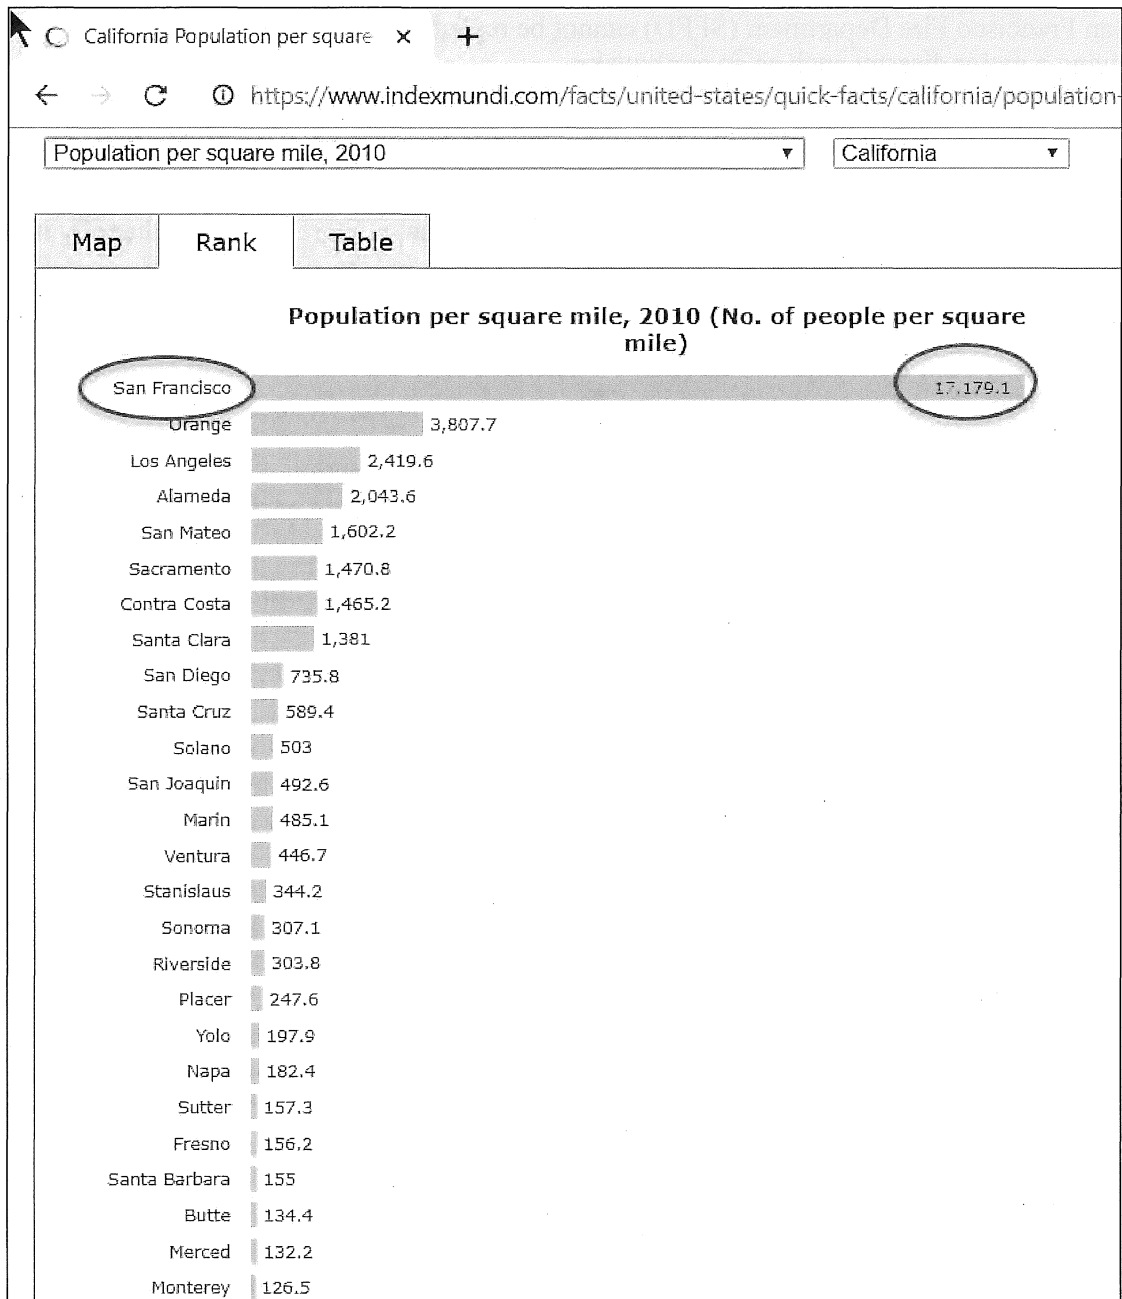 California Population per square
https://www.indexmundi.com/facts/united-states/quick-facts/california/population-
Population per square mile, 2010 California
Map Rank Table
Population per square mile, 2010 (No. of people per square
mile)
San Francisco 17,179.1
Orange 3,807.7
Los Angeles 2,419.6
Alameda 2,043.6
San Mateo 1,602.2
Sacramento 1,470.8
Contra Costa 1,465.2
Santa Clara 1,381
San Diego 735.8
Santa Cruz 589.4
Solano 503
San Joaquin 492.6
Marin 485.1
Ventura 446.7
Stanislaus 344.2
Sonoma 307.1
Riverside 303.8
Placer 247.6
Yolo 197.9
Napa 182.4
Sutter 157.3
Fresno 156.2
Santa Barbara 155
Butte 134.4
Merced 132.2
Monterey 126.5